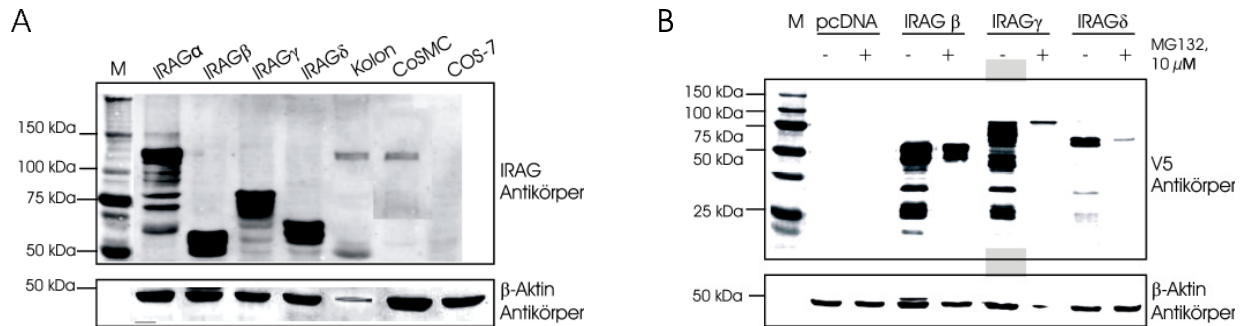 A
M IRAGα IRAGβ IRAGγ IRAGδ Kolon CoSMC COS-7
150 kDa
100 kDa
75 kDa
50 kDa
IRAG
Antikörper
50 kDa
β-Aktin
Antikörper
B
M pcDNA IRAG β IRAGγ IRAGδ
- + - + - + - +
MG132,
10 µM
150 kDa
100 kDa
75 kDa
50 kDa
25 kDa
V5
Antikörper
50 kDa
β-Aktin
Antikörper